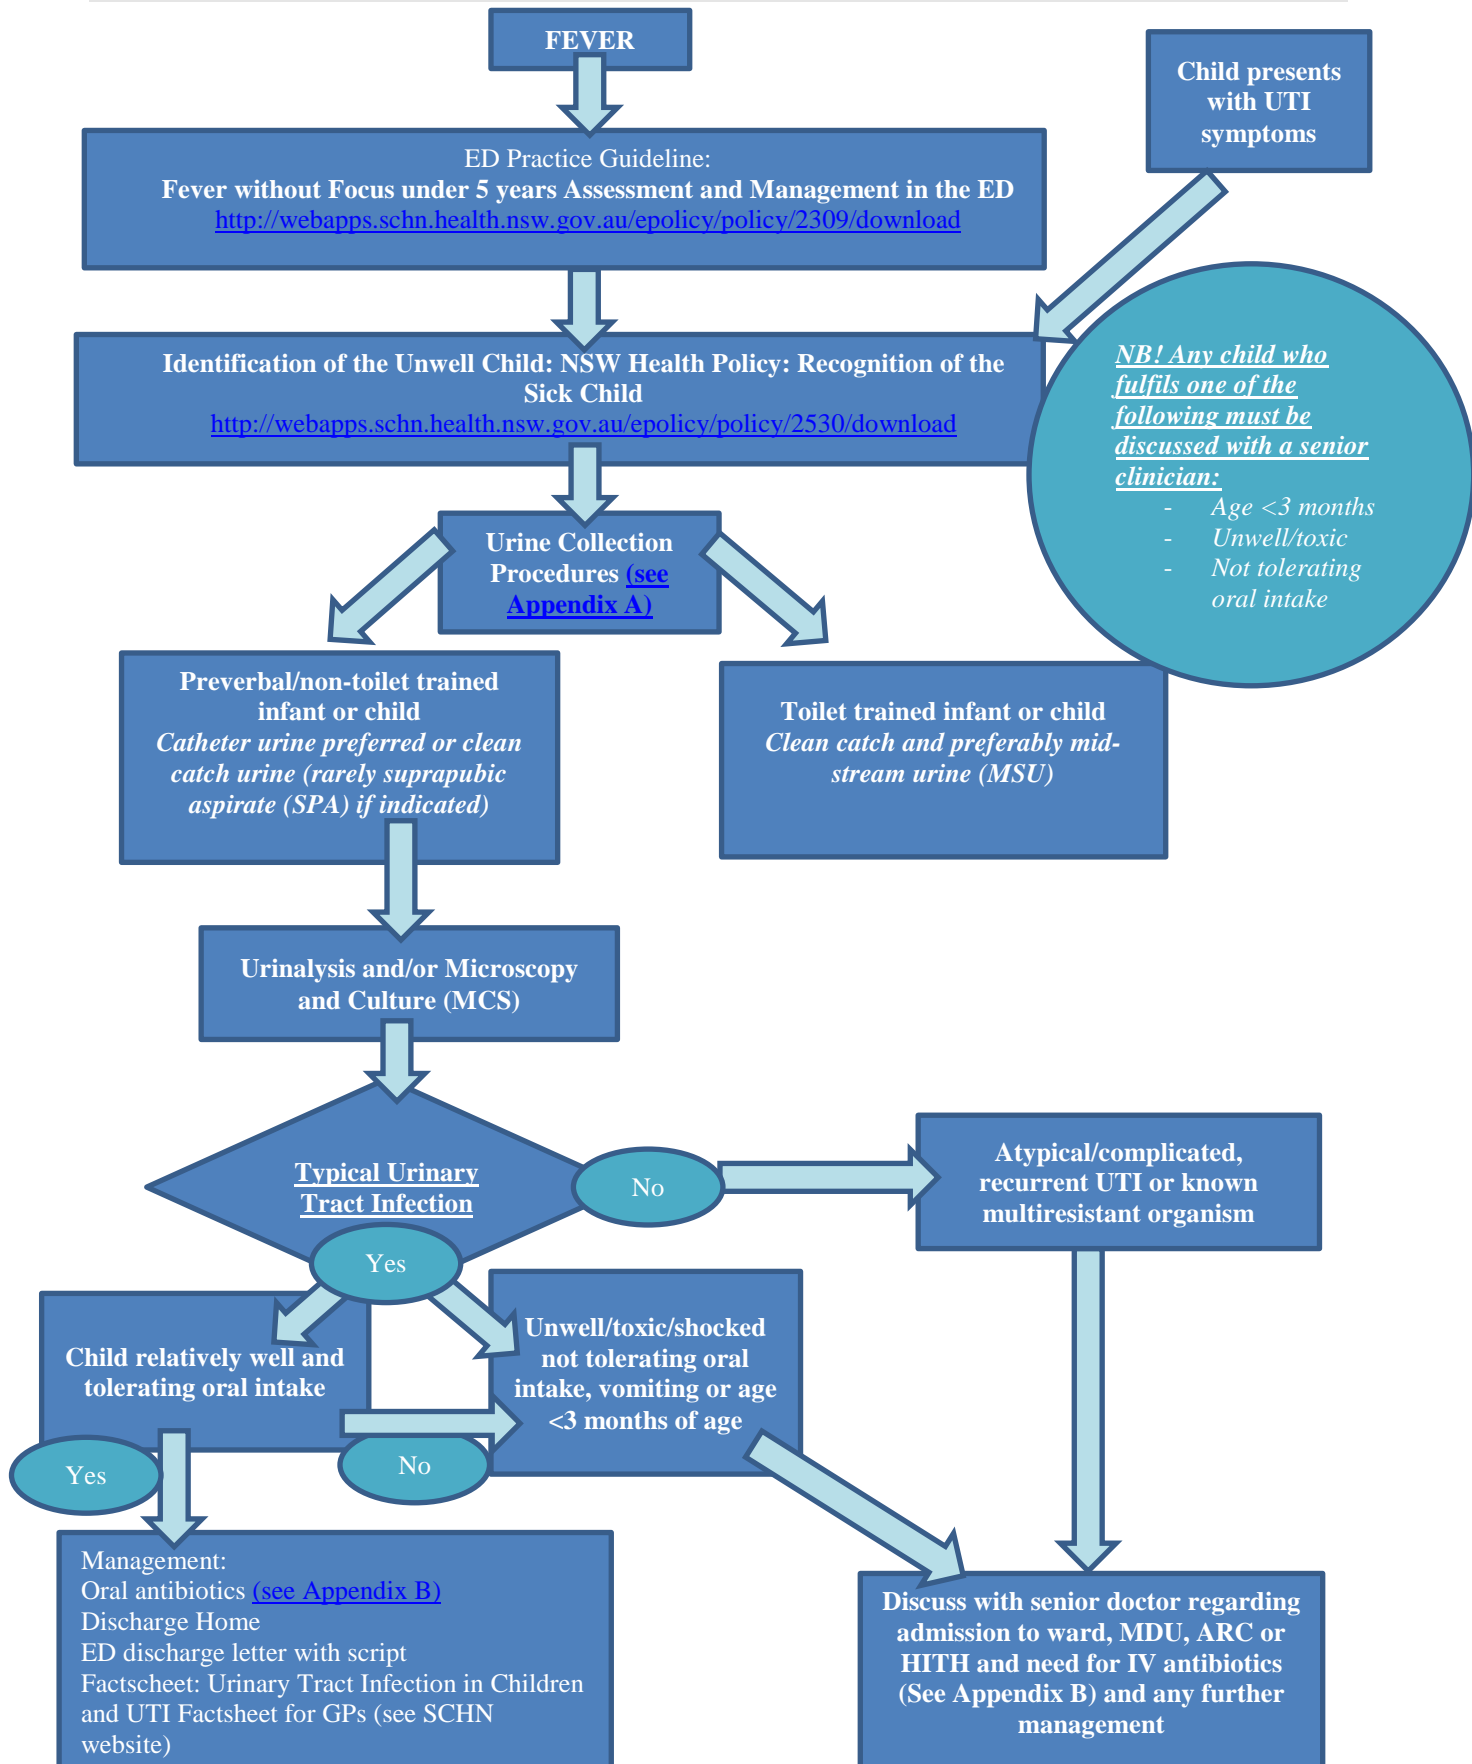 FEVER
Child presents
with UTI
symptoms
ED Practice Guideline:
Fever without Focus under 5 years Assessment and Management in the ED
http://webapps.schn.health.nsw.gov.au/epolicy/policy/2309/download
Identification of the Unwell Child: NSW Health Policy: Recognition of the
Sick Child
http://webapps.schn.health.nsw.gov.au/epolicy/policy/2530/download
NB! Any child who
fulfils one of the
following must be
discussed with a senior
clinician:
- Age <3 months
- Unwell/toxic
- Not tolerating
oral intake
Urine Collection
Procedures (see
Appendix A)
Preverbal/non-toilet trained
infant or child
Catheter urine preferred or clean
catch urine (rarely suprapubic
aspirate (SPA) if indicated)
Toilet trained infant or child
Clean catch and preferably mid-
stream urine (MSU)
Urinalysis and/or Microscopy
and Culture (MCS)
Typical Urinary
Tract Infection
No
Atypical/complicated,
recurrent UTI or known
multiresistant organism
Yes
Child relatively well and
tolerating oral intake
Unwell/toxic/shocked
not tolerating oral
intake, vomiting or age
<3 months of age
Yes
No
Management:
Oral antibiotics (see Appendix B)
Discharge Home
ED discharge letter with script
Factscheet: Urinary Tract Infection in Children
and UTI Factsheet for GPs (see SCHN
website)
Discuss with senior doctor regarding
admission to ward, MDU, ARC or
HITH and need for IV antibiotics
(See Appendix B) and any further
management